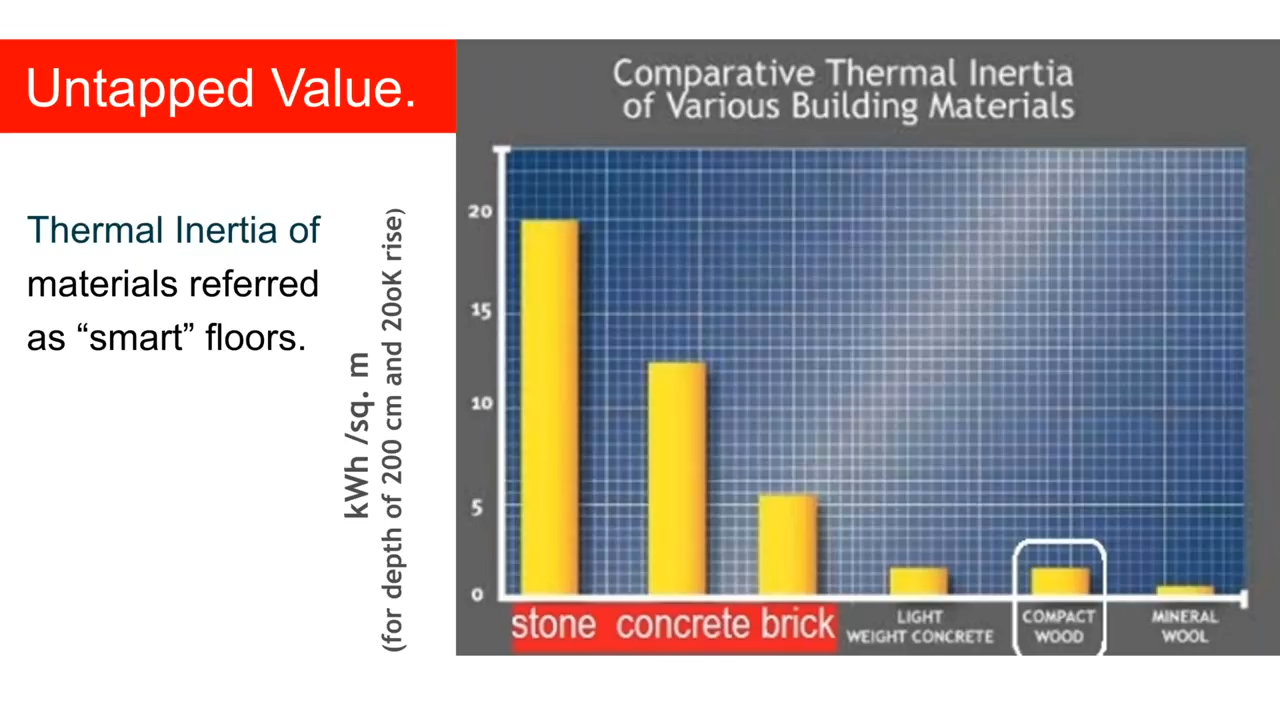 Untapped Value.
Thermal Inertia of
materials referred
as “smart” floors.
kWh /sq. m
(for depth of 200 cm and 20oK rise)
Comparative Thermal Inertia
of Various Building Materials
20
15
10
5
0
stone concrete brick
LIGHT
WEIGHT CONCRETE
COMPACT
WOOD
MINERAL
WOOL